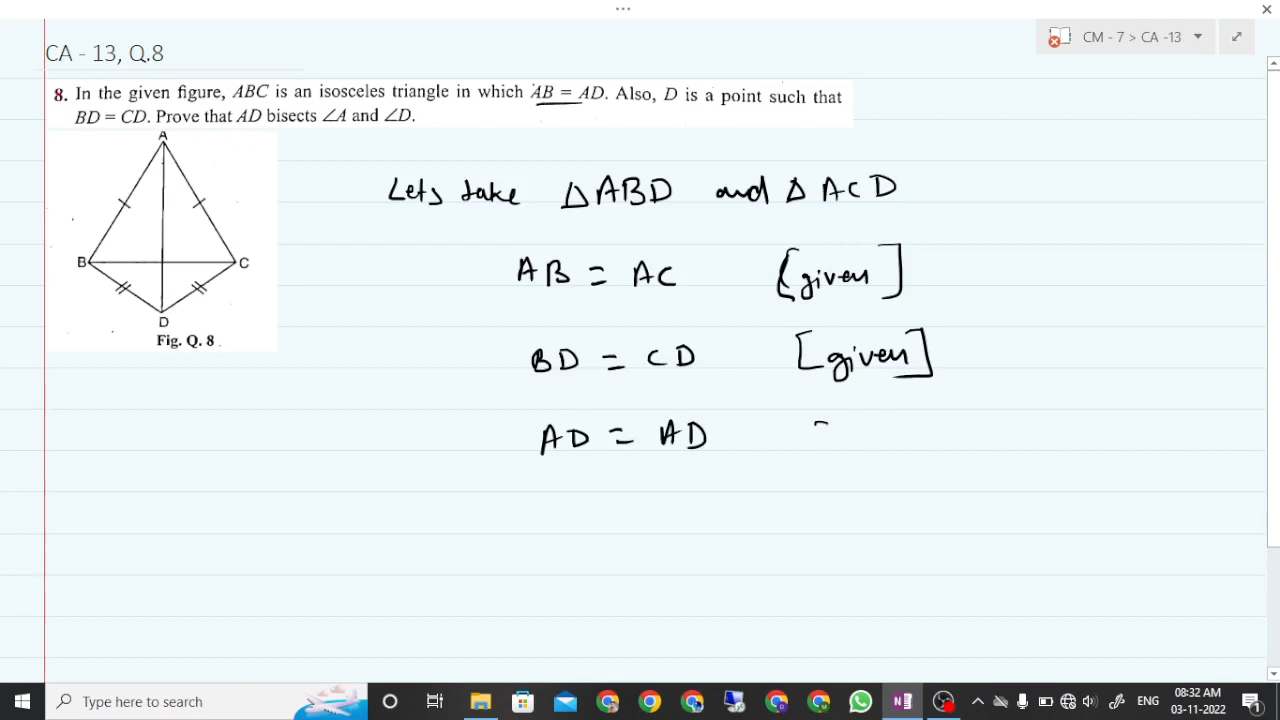 CA - 13, Q.8
CM - 7 > CA -13
8. In the given figure, ABC is an isosceles triangle in which AB = AD. Also, D is a point such that
BD = CD. Prove that AD bisects ∠A and ∠D.
A
B
C
D
Fig. Q. 8
Lets take △ABD and △ACD
AB = AC [given]
BD = CD [given]
AD = AD
Type here to search
ENG
08:32 AM
03-11-2022
1